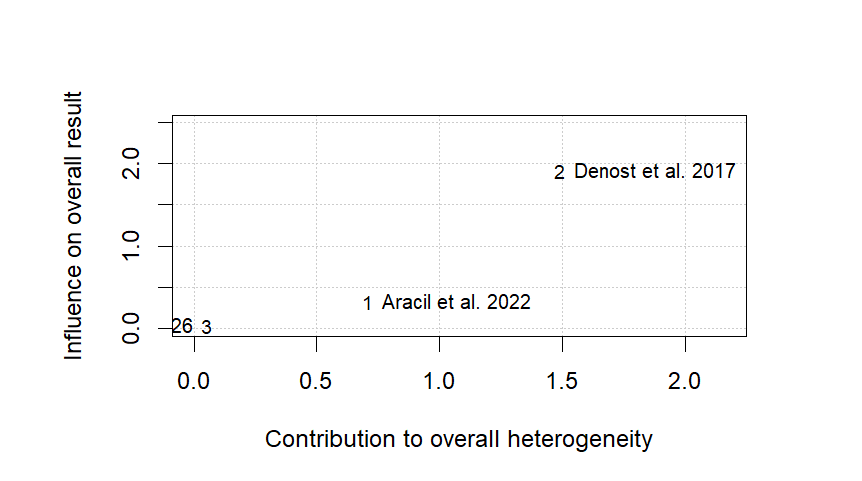 Influence on overall result
2.0
1.0
0.0
2 Denost et al. 2017
1 Aracil et al. 2022
26 3
0.0 0.5 1.0 1.5 2.0
Contribution to overall heterogeneity